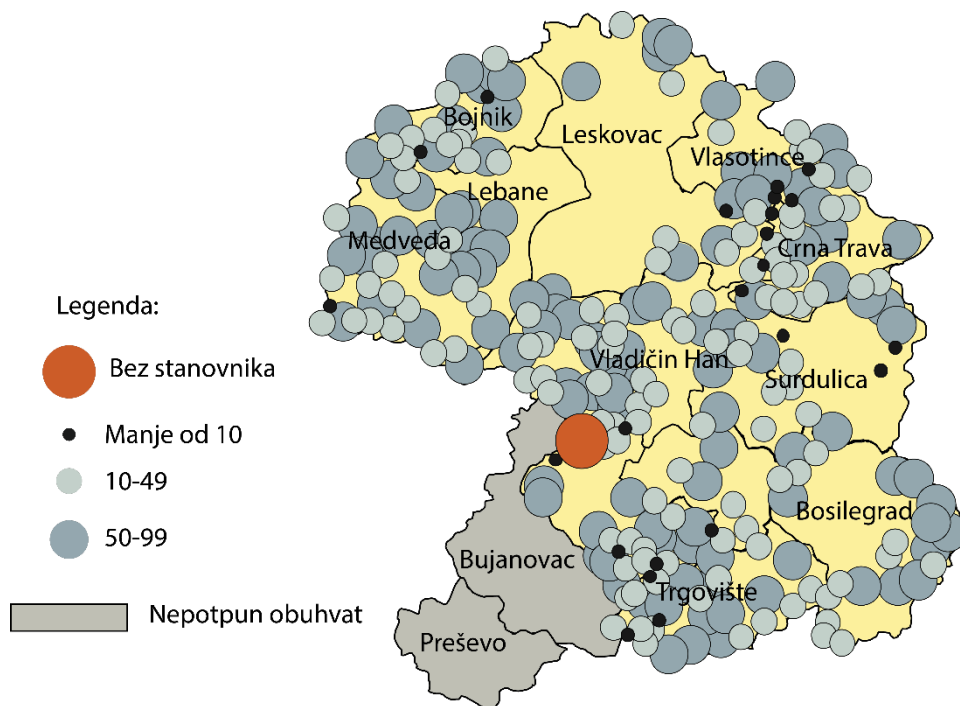 Bojnik
Leskovac
Vlasotince
Lebane
Medveđa
Crna Trava
Legenda:
Bez stanovnika
Vladičin Han
Surdulica
Manje od 10
10-49
50-99
Bosilegrad
Bujanovac
Trgovište
Nepotpun obuhvat
Preševo